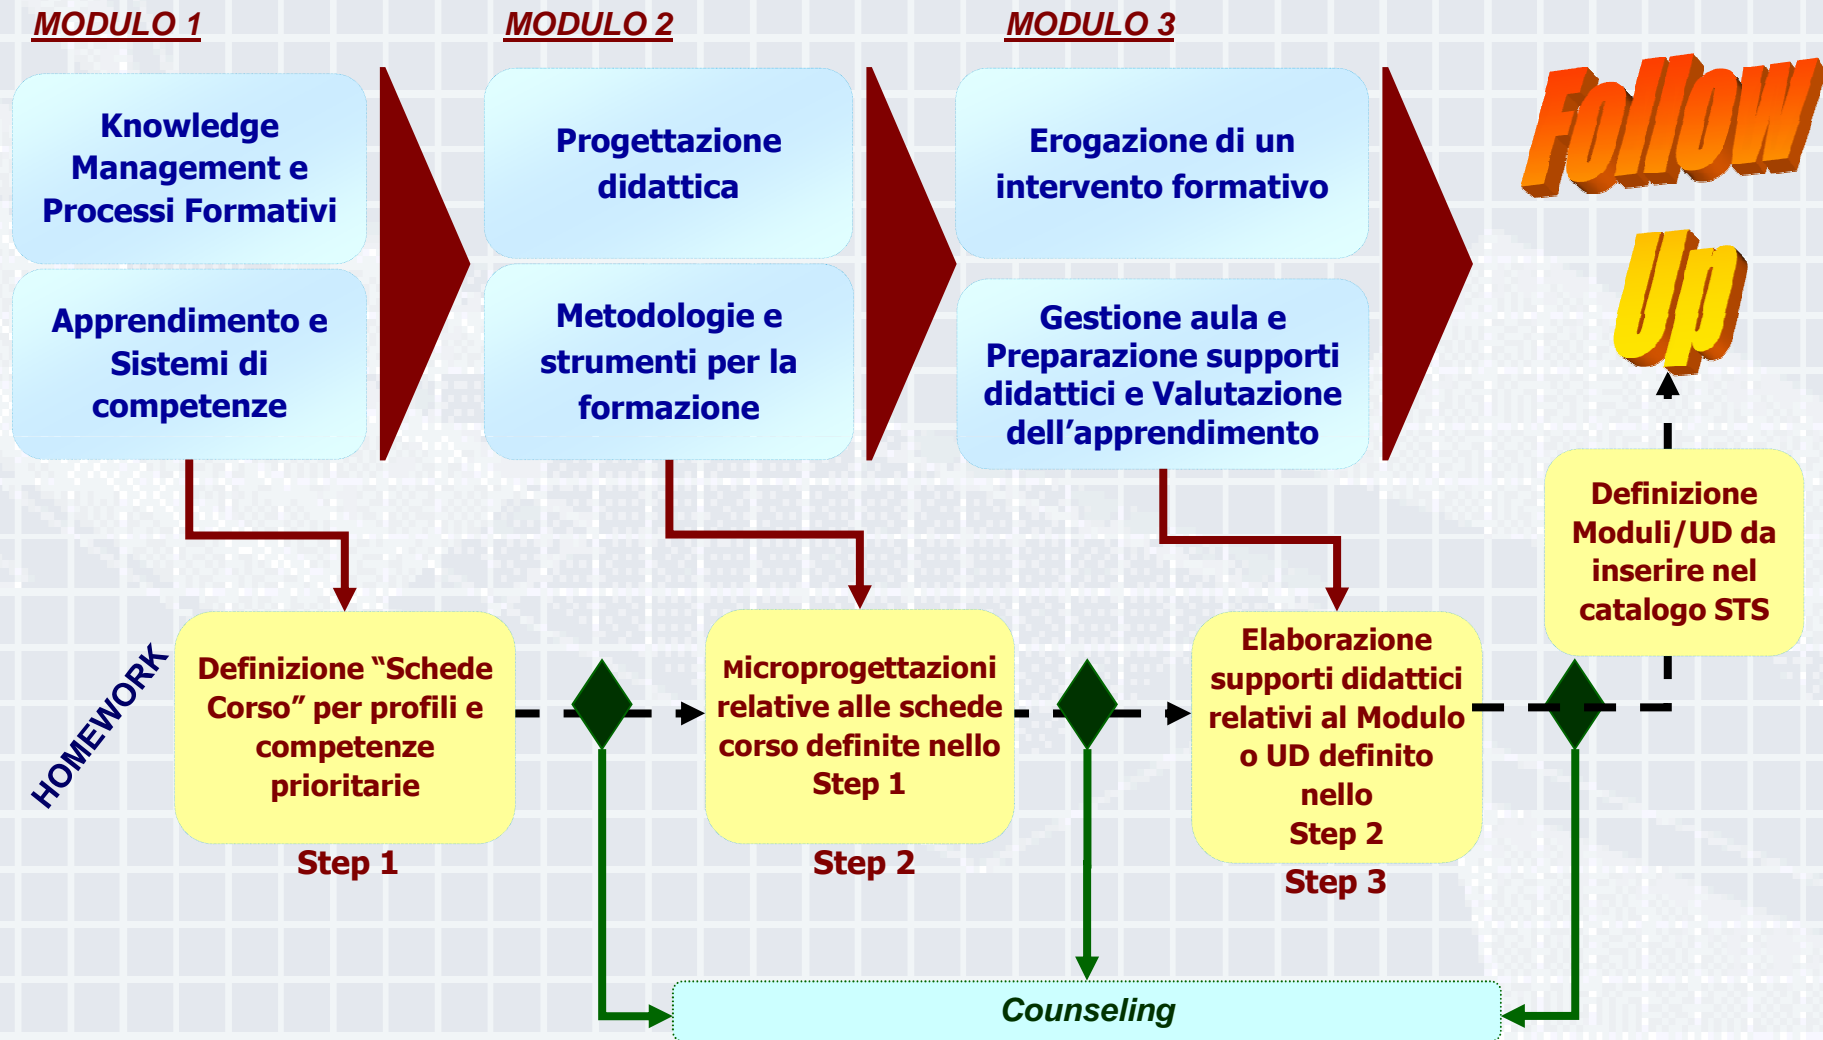 MODULO 1
MODULO 2
MODULO 3
Knowledge
Management e
Processi Formativi
Apprendimento e
Sistemi di
competenze
Progettazione
didattica
Metodologie e
strumenti per la
formazione
Erogazione di un
intervento formativo
Gestione aula e
Preparazione supporti
didattici e Valutazione
dell’apprendimento
Follow
Up
Definizione
Moduli/UD da
inserire nel
catalogo STS
HOMEWORK
Definizione “Schede
Corso” per profili e
competenze
prioritarie
Step 1
Microprogettazioni
relative alle schede
corso definite nello
Step 1
Step 2
Elaborazione
supporti didattici
relativi al Modulo
o UD definito
nello
Step 2
Step 3
Counseling